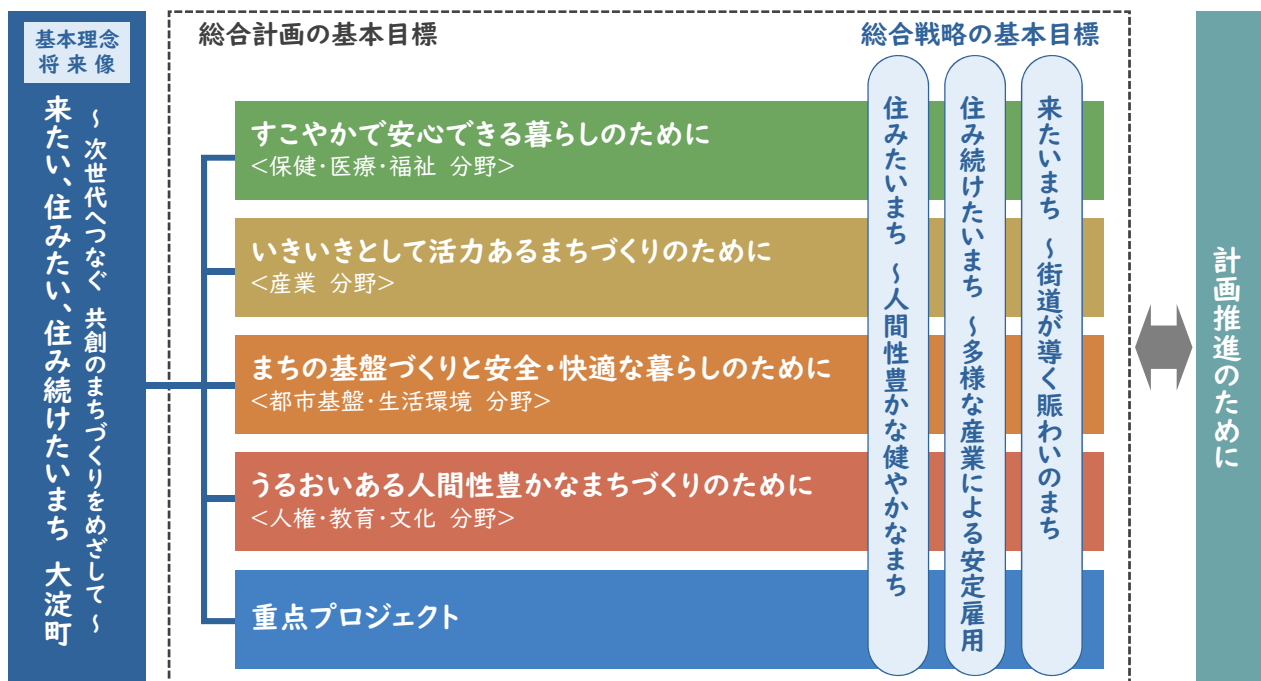 基本理念
将来像
来たい、住みたい、住み続けたいまち 大淀町
～ 次世代へつなぐ 共創のまちづくりをめざして ～
総合計画の基本目標
すこやかで安心できる暮らしのために
<保健・医療・福祉 分野>
いきいきとして活力あるまちづくりのために
<産業 分野>
まちの基盤づくりと安全・快適な暮らしのために
<都市基盤・生活環境 分野>
うるおいある人間性豊かなまちづくりのために
<人権・教育・文化 分野>
重点プロジェクト
総合戦略の基本目標
来たいまち ～街道が導く賑わいのまち
住み続けたいまち ～多様な産業による安定雇用
住みたいまち ～人間性豊かな健やかなまち
計画推進のために